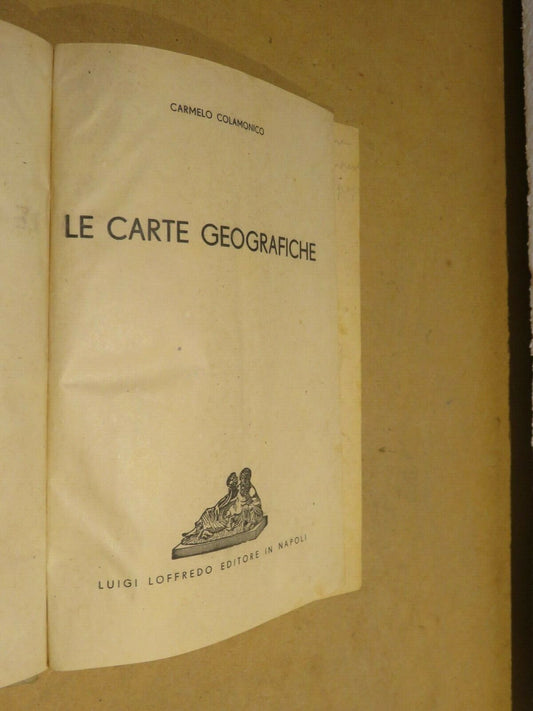 CARMELO COLAMONICO
LE CARTE GEOGRAFICHE
LUIGI LOFFREDO EDITORE IN NAPOLI